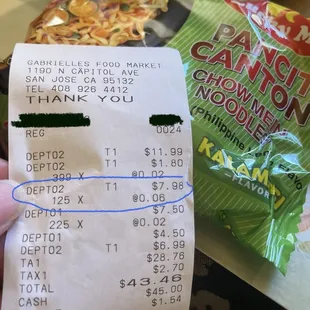 GABRIELLES FOOD MARKET
1190 N CAPITOL AVE
SAN JOSE CA 95132
TEL 408 926 4412
THANK YOU
REG 0024
DEPT02 T1 $11.99
DEPT02 T1 $1.80
399 X @0.02
DEPT02 T1 $7.98
125 X @0.06
DEPT01 $7.50
225 X @0.02
DEPT01 $4.50
DEPT02 T1 $6.99
TA1 $28.76
TAX1 $2.70
TOTAL $43.46
CASH $45.00
$1.54
PANCIT
CANTON
CHOW MEIN
NOODLES
KALAMANSI
FLAVOR